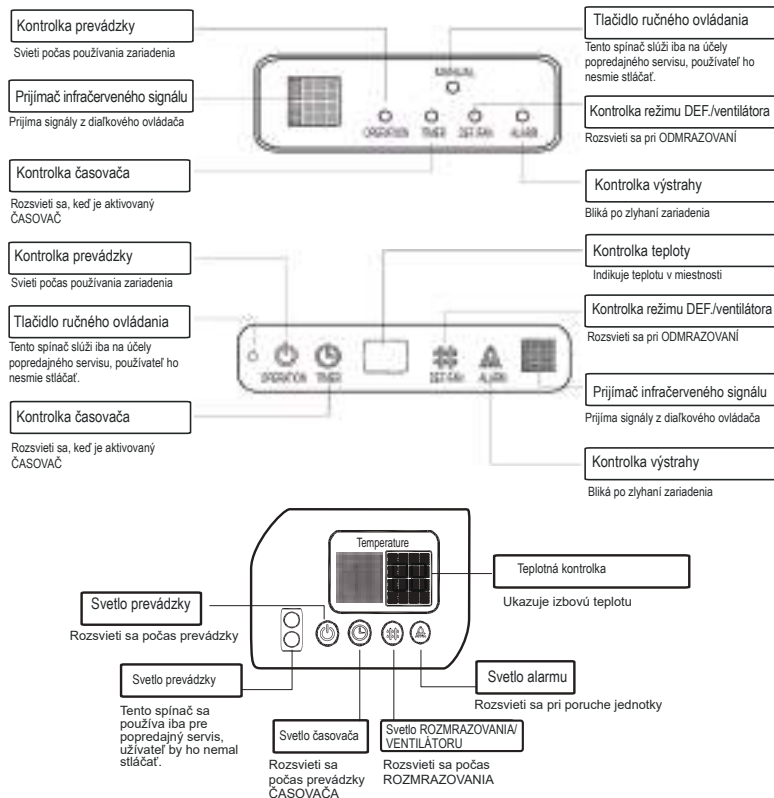 Kontrolka prevádzky
Svieti počas používania zariadenia
Prijímač infračerveného signálu
Prijíma signály z diaľkového ovládača
Kontrolka časovača
Rozsvieti sa, keď je aktivovaný
ČASOVAČ
MANUAL
OPERATION TIMER DEF./FAN ALARM
Tlačidlo ručného ovládania
Tento spínač slúži iba na účely
popredajného servisu, používateľ ho
nesmie stláčať.
Kontrolka režimu DEF./ventilátora
Rozsvieti sa pri ODMRAZOVANÍ
Kontrolka výstrahy
Bliká po zlyhaní zariadenia
Kontrolka prevádzky
Svieti počas používania zariadenia
Tlačidlo ručného ovládania
Tento spínač slúži iba na účely
popredajného servisu, používateľ ho
nesmie stláčať.
Kontrolka časovača
Rozsvieti sa, keď je aktivovaný
ČASOVAČ
OPERATION TIMER DEF./FAN ALARM
Kontrolka teploty
Indikuje teplotu v miestnosti
Kontrolka režimu DEF./ventilátora
Rozsvieti sa pri ODMRAZOVANÍ
Prijímač infračerveného signálu
Prijíma signály z diaľkového ovládača
Kontrolka výstrahy
Bliká po zlyhaní zariadenia
Temperature
Teplotná kontrolka
Ukazuje izbovú teplotu
Svetlo prevádzky
Rozsvieti sa počas prevádzky
Svetlo prevádzky
Tento spínač sa
používa iba pre
popredajný servis,
užívateľ by ho nemal
stláčať.
Svetlo časovača
Rozsvieti sa
počas prevádzky
ČASOVAČA
Svetlo ROZMRAZOVANIA/
VENTILÁTORU
Rozsvieti sa počas
ROZMRAZOVANIA
Svetlo alarmu
Rozsvieti sa pri poruche jednotky